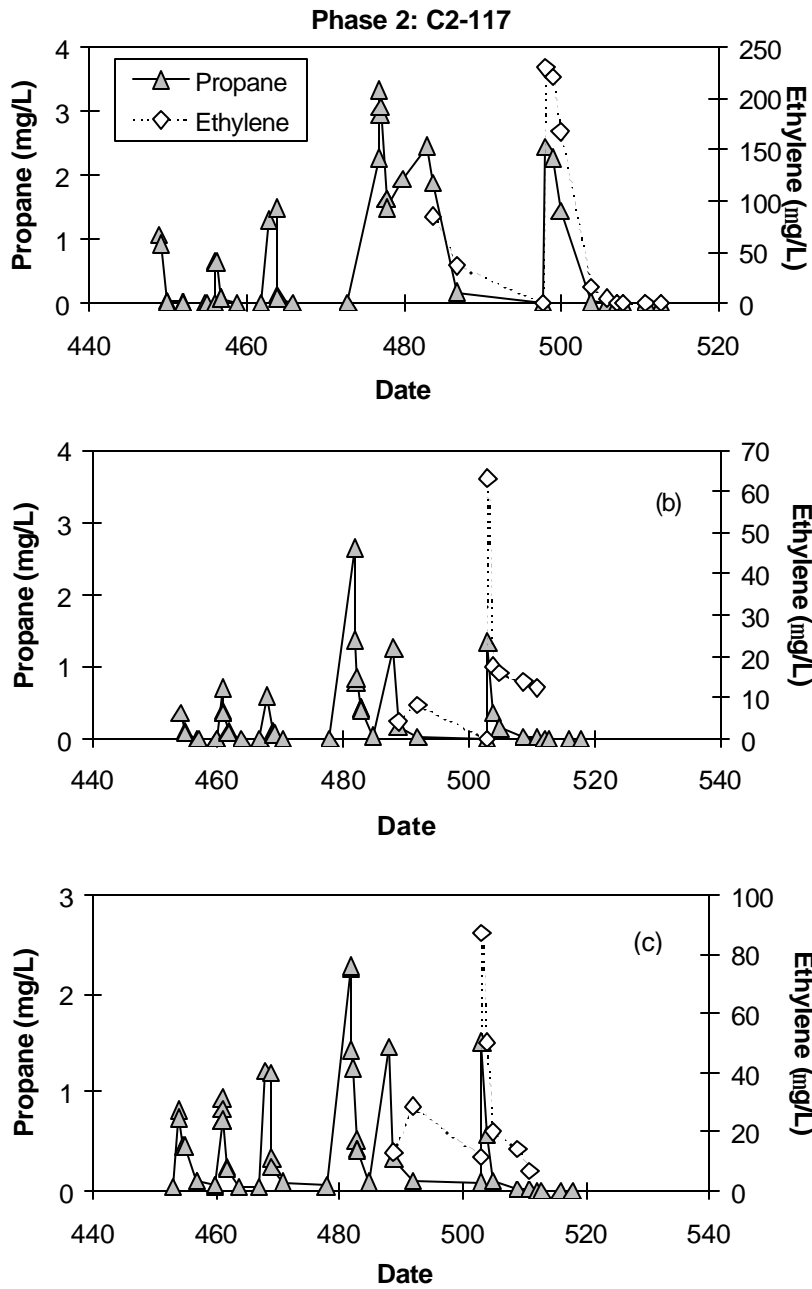 Phase 2: C2-117
4
3
2
1
0
Propane (mg/L)
Propane
Ethylene
250
200
150
100
50
0
Ethylene (mg/L)
440 460 480 500 520
Date
4
3
2
1
0
Propane (mg/L)
(b)
70
60
50
40
30
20
10
0
Ethylene (mg/L)
440 460 480 500 520 540
Date
3
2
1
0
Propane (mg/L)
(c)
100
80
60
40
20
0
Ethylene (mg/L)
440 460 480 500 520 540
Date